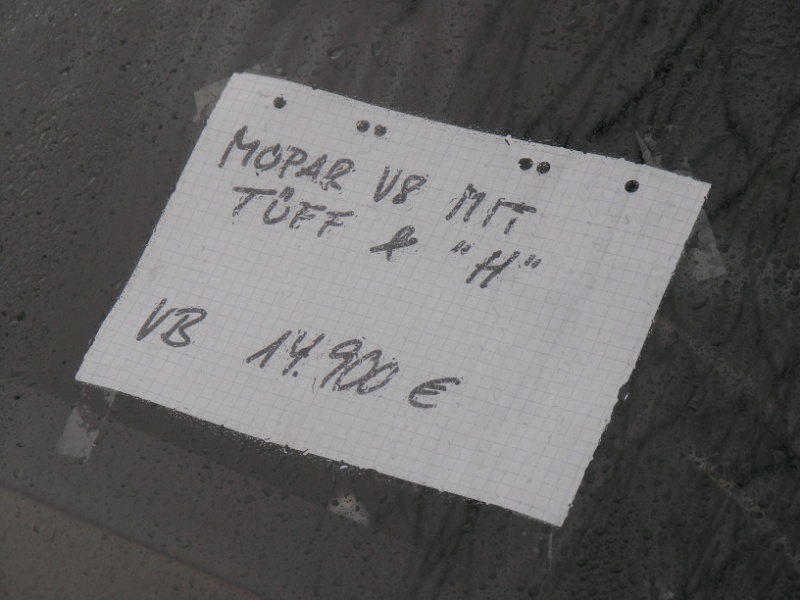 MOPAR V8 MIT
TÜFF & "H"
VB 14.900 €